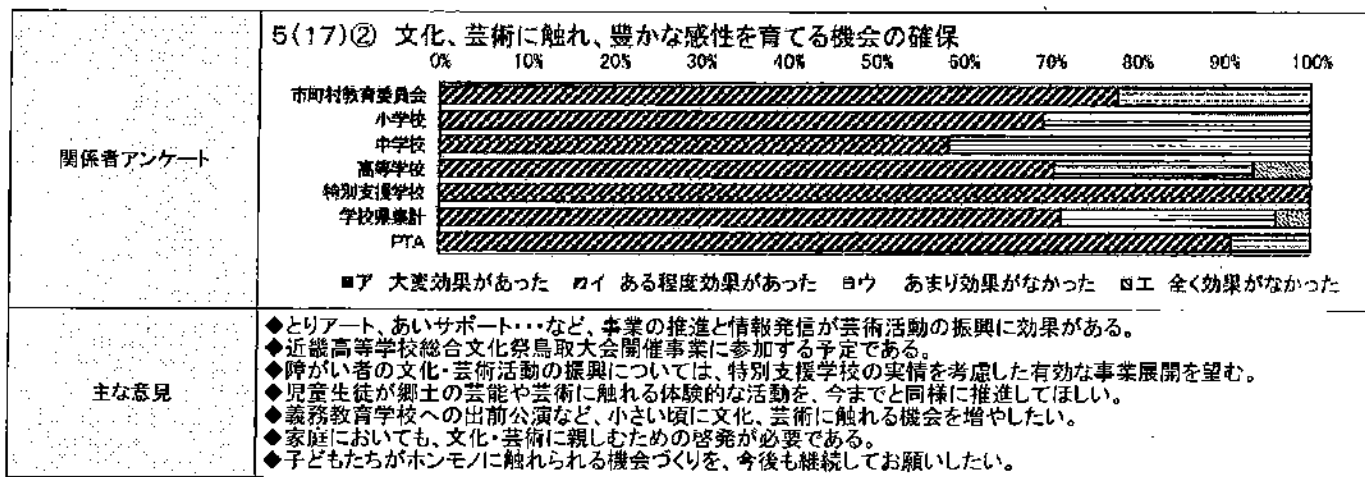 5(17)② 文化、芸術に触れ、豊かな感性を育てる機会の確保
0% 10% 20% 30% 40% 50% 60% 70% 80% 90% 100%
市町村教育委員会
小学校
中学校
高等学校
特別支援学校
学校県集計
PTA
■ア 大変効果があった ☑イ ある程度効果があった 目ウ あまり効果がなかった ▧エ 全く効果がなかった
関係者アンケート
主な意見
◆とりアート、あいサポート・・・など、事業の推進と情報発信が芸術活動の振興に効果がある。
◆近畿高等学校総合文化祭鳥取大会開催事業に参加する予定である。
◆障がい者の文化・芸術活動の振興については、特別支援学校の実情を考慮した有効な事業展開を望む。
◆児童生徒が郷土の芸能や芸術に触れる体験的な活動を、今までと同様に推進してほしい。
◆義務教育学校への出前公演など、小さい頃に文化、芸術に触れる機会を増やしたい。
◆家庭においても、文化・芸術に親しむための啓発が必要である。
◆子どもたちがホンモノに触れられる機会づくりを、今後も継続してお願いしたい。